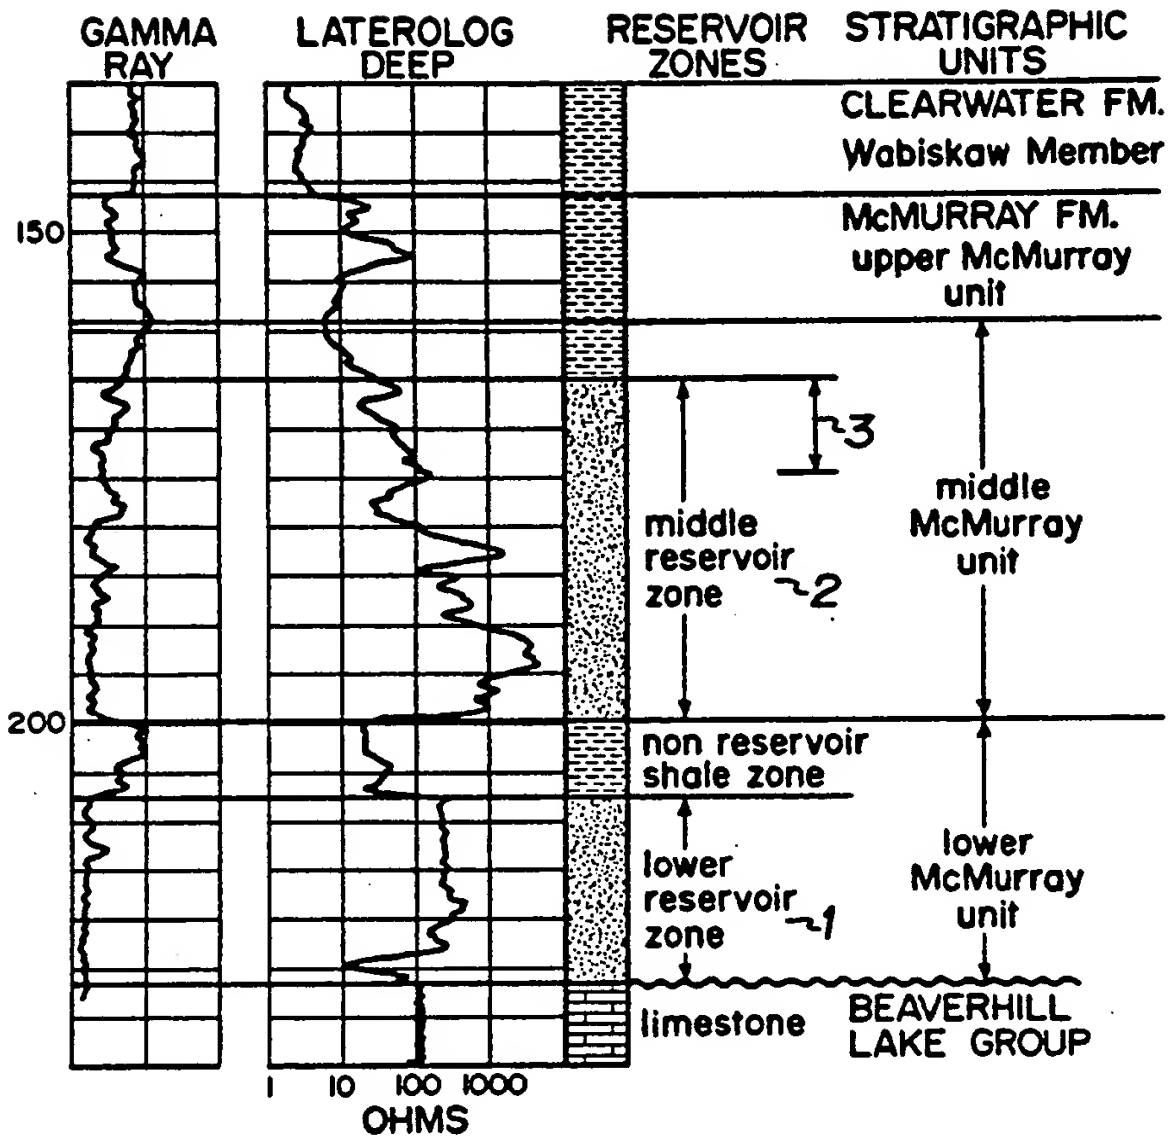 GAMMA RAY
LATEROLOG DEEP
RESERVOIR ZONES
STRATIGRAPHIC UNITS
CLEARWATER FM.
Wabiskaw Member
McMURRAY FM.
upper McMurray
unit
150
3
middle
reservoir
zone
2
middle
McMurray
unit
200
non reservoir
shale zone
lower
reservoir
zone
1
lower
McMurray
unit
limestone
BEAVERHILL
LAKE GROUP
1 10 100 1000
OHMS